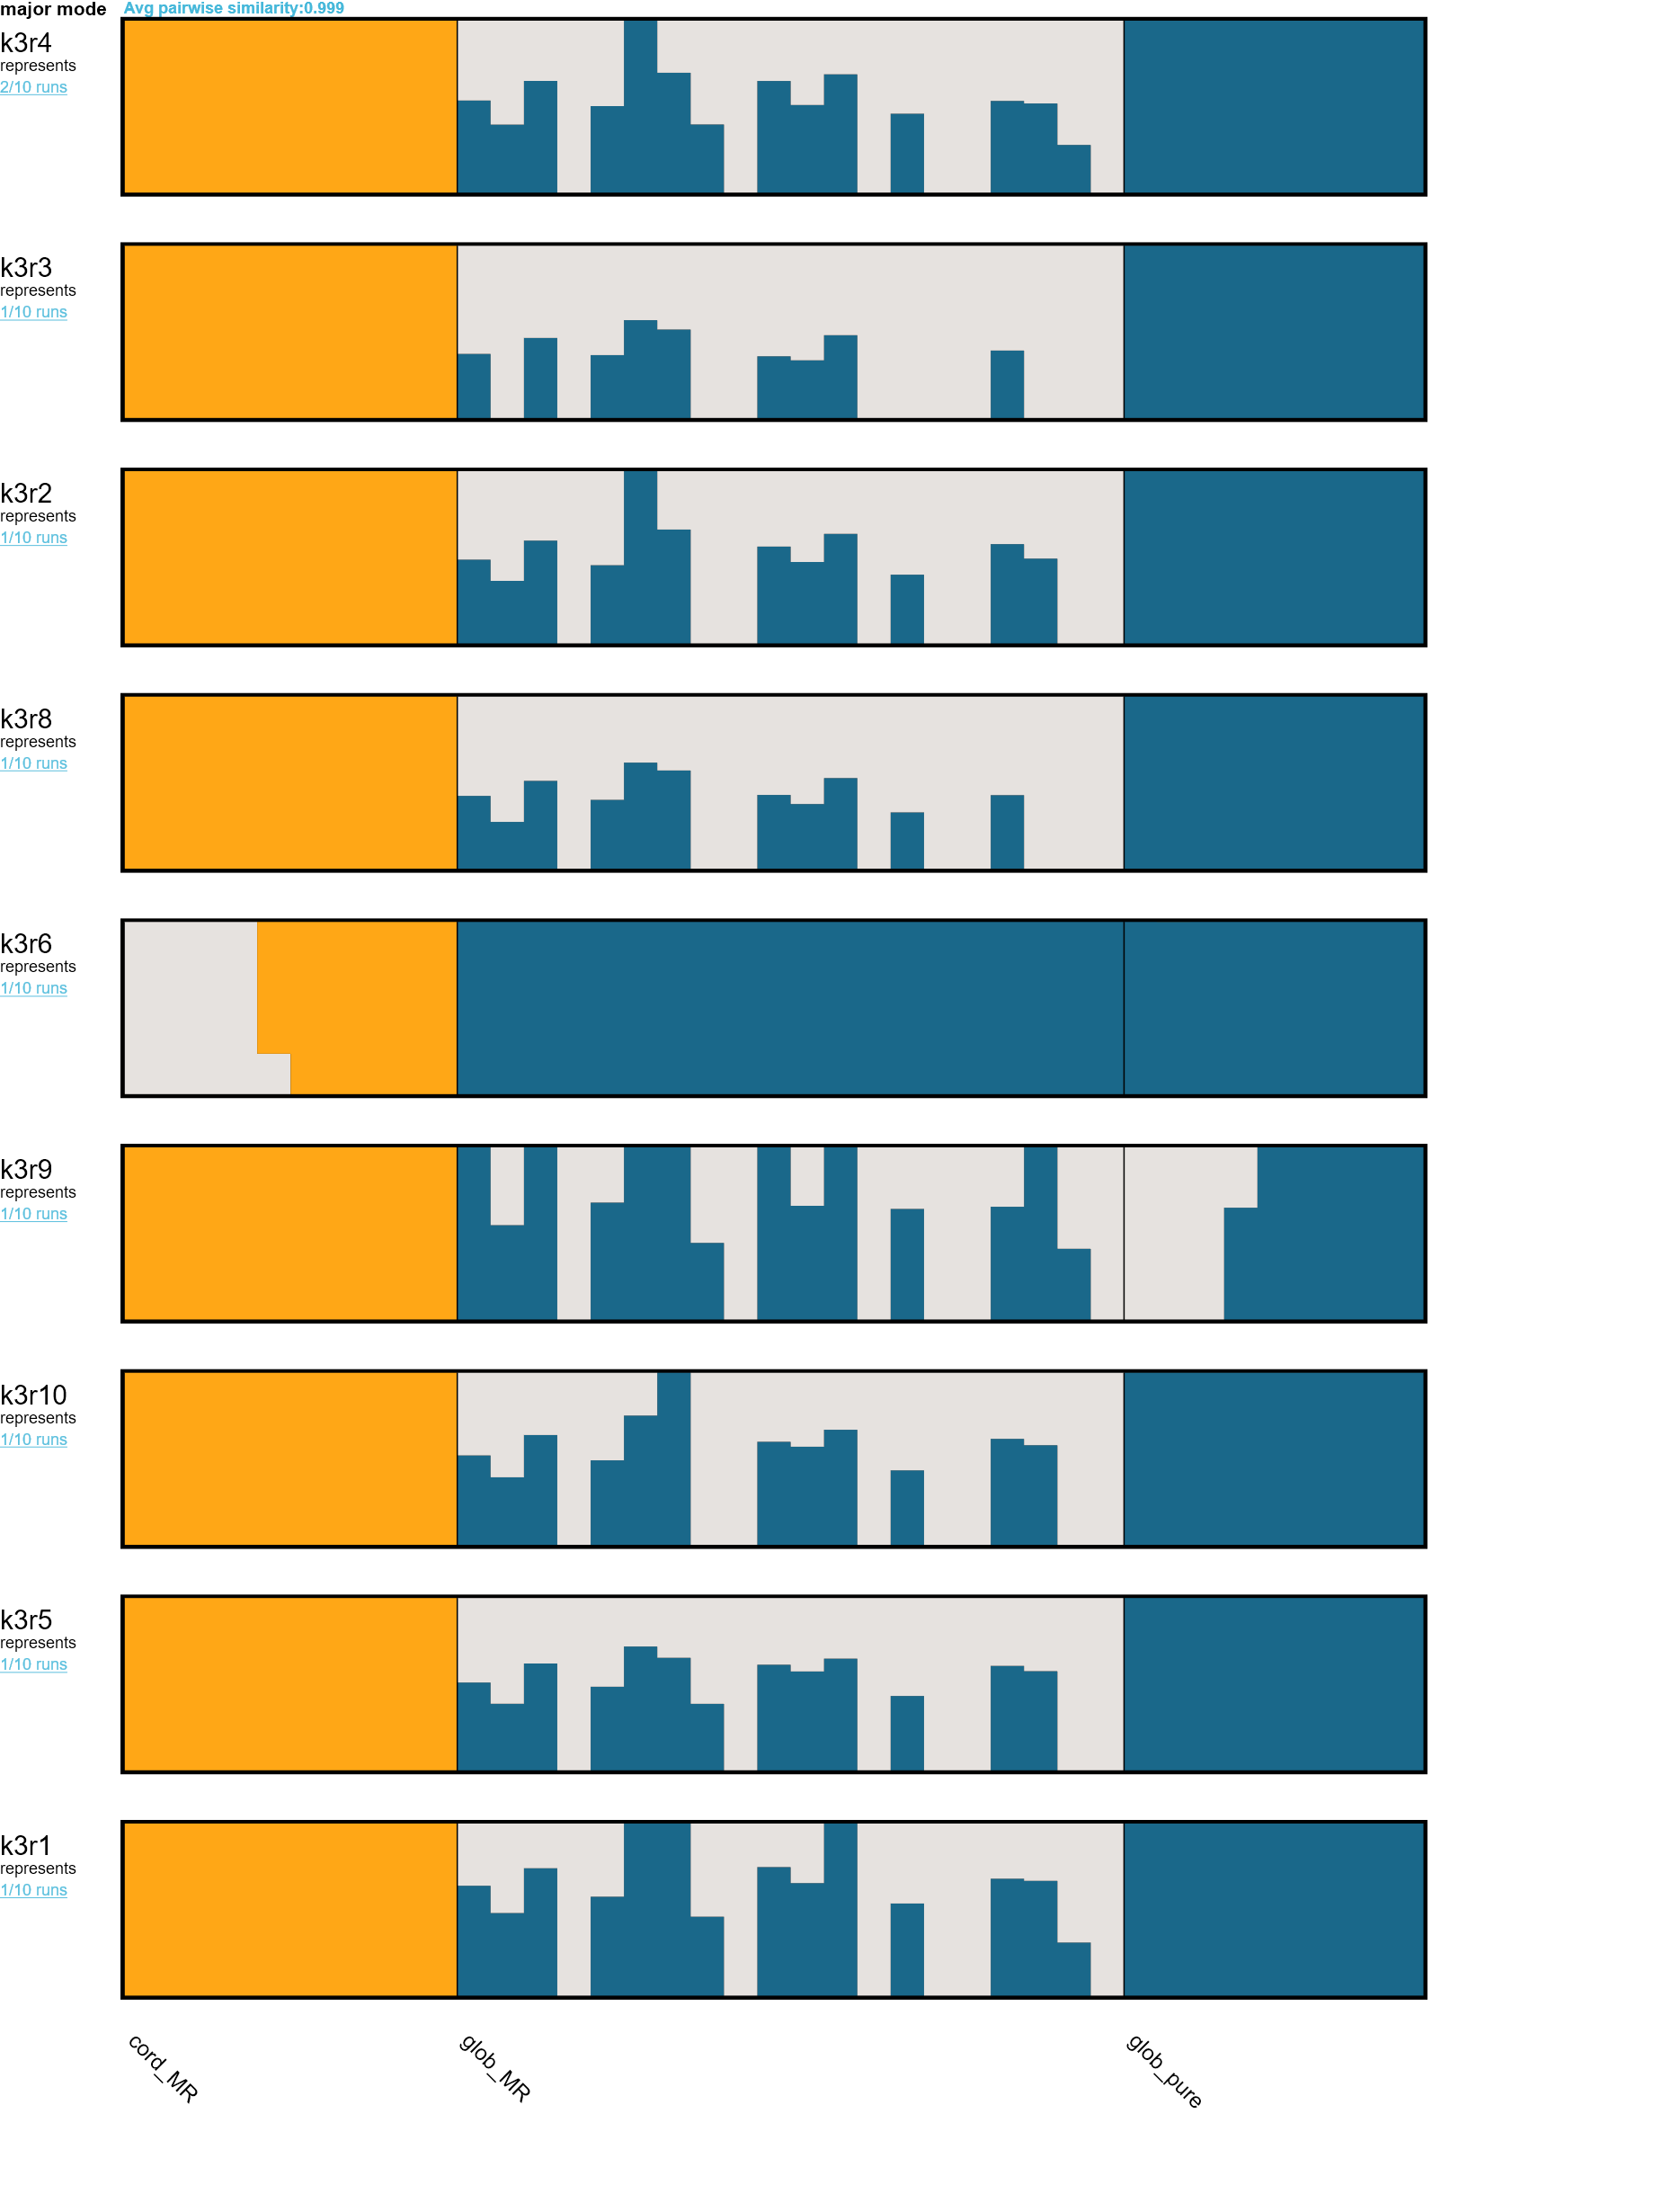 major mode Avg pairwise similarity:0.999
k3r4
represents
2/10 runs
k3r3
represents
1/10 runs
k3r2
represents
1/10 runs
k3r8
represents
1/10 runs
k3r6
represents
1/10 runs
k3r9
represents
1/10 runs
k3r10
represents
1/10 runs
k3r5
represents
1/10 runs
k3r1
represents
1/10 runs
cord_MR
glob_MR
glob_pure